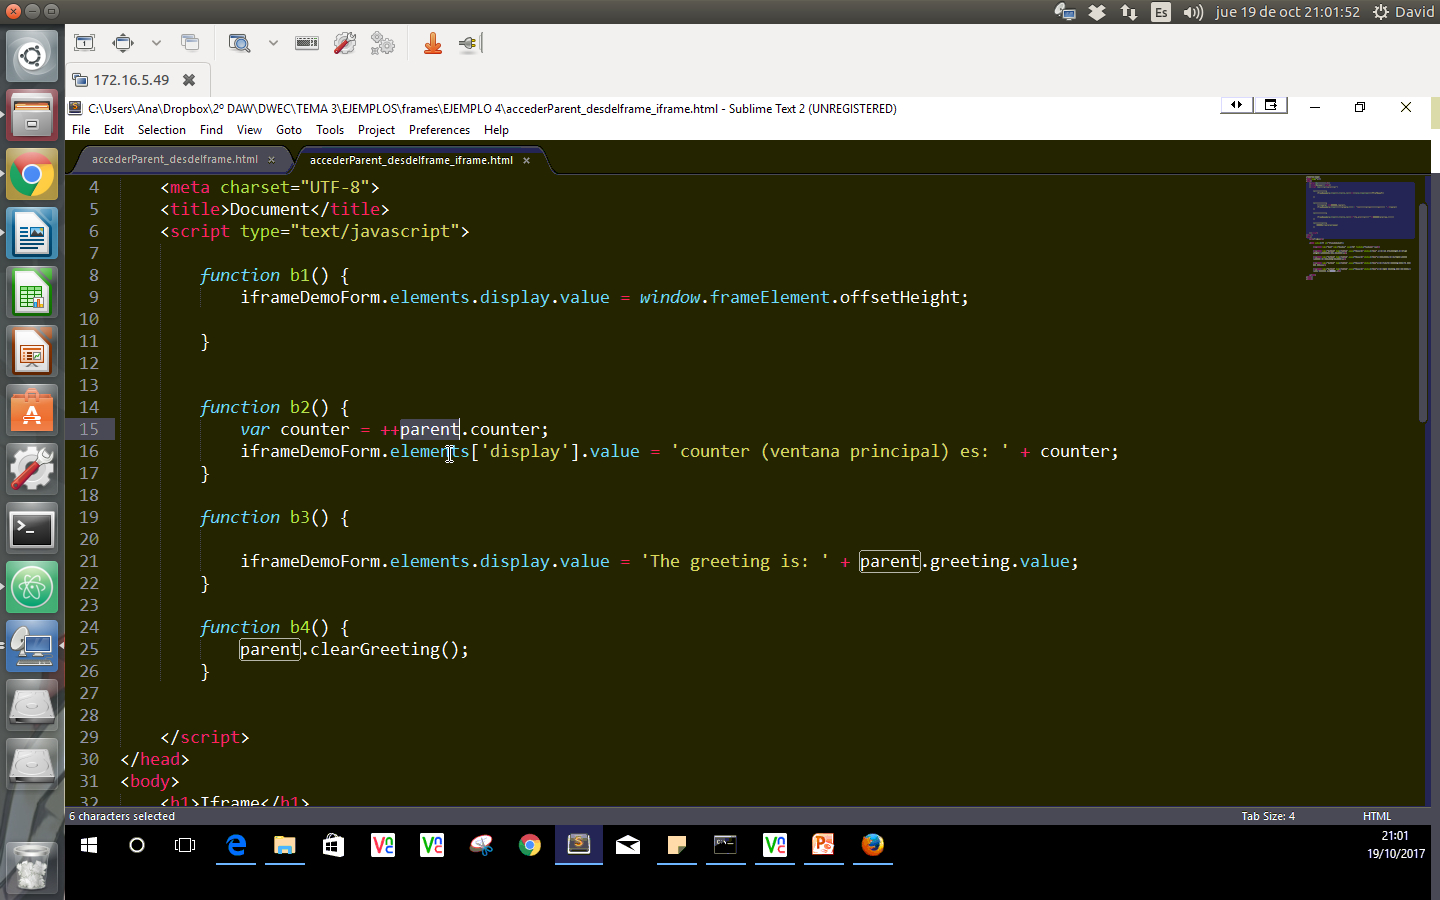 Es jue 19 de oct 21:01:52 David
172.16.5.49
C:\Users\Ana\Dropbox\2º DAW\DWEC\TEMA 3\EJEMPLOS\frames\EJEMPLO 4\accederParent_desdelframe_iframe.html - Sublime Text 2 (UNREGISTERED)
File Edit Selection Find View Goto Tools Project Preferences Help
accederParent_desdelframe.html × accederParent_desdelframe_iframe.html ×
4 <meta charset="UTF-8">
5 <title>Document</title>
6 <script type="text/javascript">
7
8 function b1() {
9 iframeDemoForm.elements.display.value = window.frameElement.offsetHeight;
10
11 }
12
13
14 function b2() {
15 var counter = ++parent.counter;
16 iframeDemoForm.elements['display'].value = 'counter (ventana principal) es: ' + counter;
17 }
18
19 function b3() {
20
21 iframeDemoForm.elements.display.value = 'The greeting is: ' + parent.greeting.value;
22 }
23
24 function b4() {
25 parent.clearGreeting();
26 }
27
28
29 </script>
30 </head>
31 <body>
32 <h1>Iframe</h1>
6 characters selected Tab Size: 4 HTML
21:01
19/10/2017